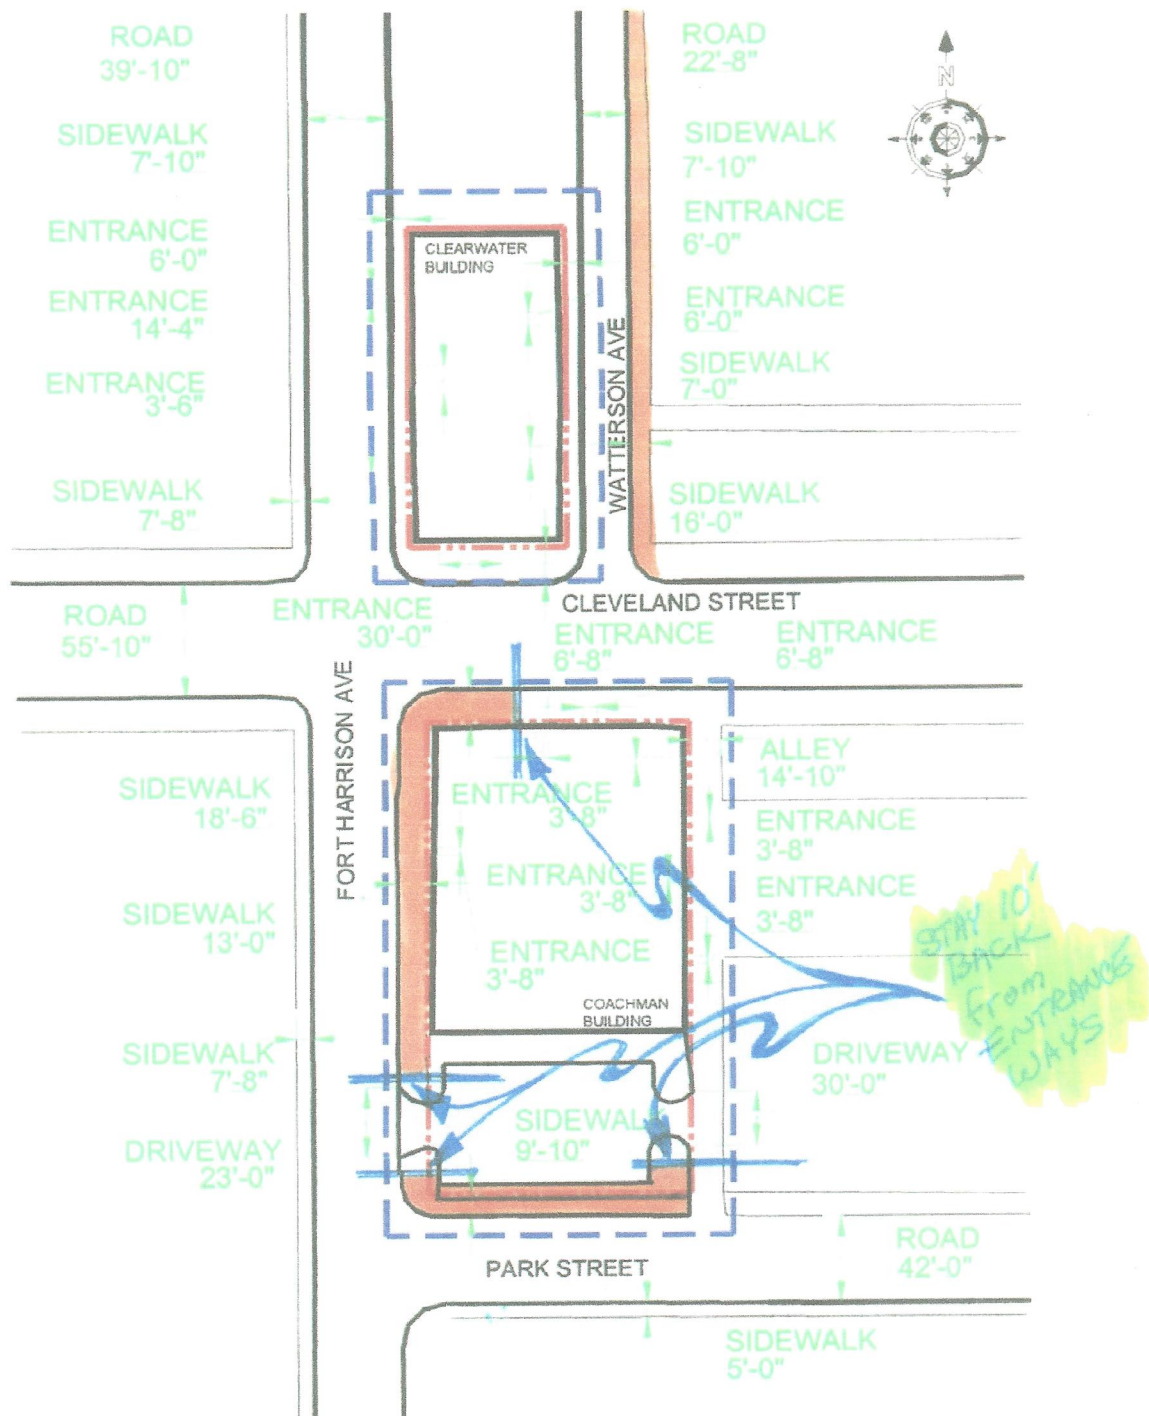 ROAD
39'-10"
ROAD
22'-8"
N
SIDEWALK
7'-10"
SIDEWALK
7'-10"
ENTRANCE
6'-0"
ENTRANCE
6'-0"
CLEARWATER
BUILDING
ENTRANCE
14'-4"
ENTRANCE
6'-0"
ENTRANCE
3'-6"
SIDEWALK
7'-0"
WATTERSON AVE
SIDEWALK
7'-8"
SIDEWALK
16'-0"
CLEVELAND STREET
ROAD
55'-10"
ENTRANCE
30'-0"
ENTRANCE
6'-8"
ENTRANCE
6'-8"
FORT HARRISON AVE
SIDEWALK
18'-6"
ENTRANCE
3'-8"
ALLEY
14'-10"
ENTRANCE
3'-8"
ENTRANCE
3'-8"
ENTRANCE
3'-8"
SIDEWALK
13'-0"
ENTRANCE
3'-8"
STAY 10'
BACK
from
ENTRANCE
WAYS
COACHMAN
BUILDING
SIDEWALK
7'-8"
DRIVEWAY
30'-0"
SIDEWALK
9'-10"
DRIVEWAY
23'-0"
PARK STREET
ROAD
42'-0"
SIDEWALK
5'-0"